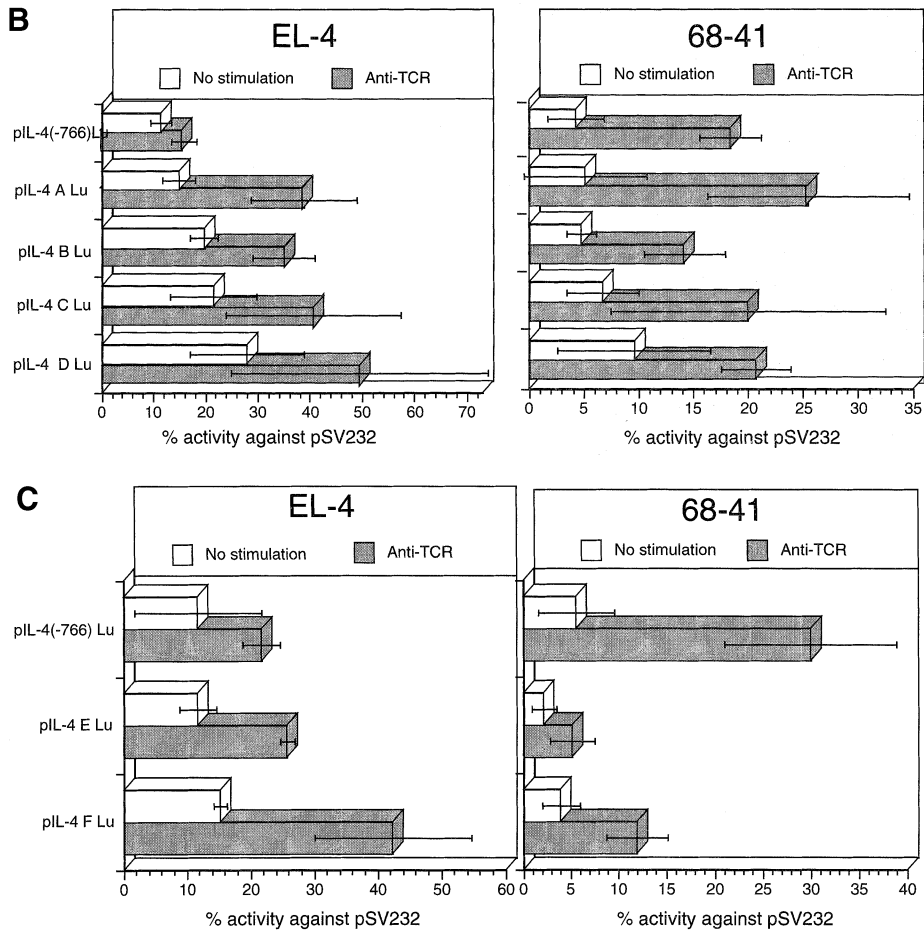 B
EL-4
No stimulation Anti-TCR
pIL-4(-766)L
pIL-4 A Lu
pIL-4 B Lu
pIL-4 C Lu
pIL-4 D Lu
0 10 20 30 40 50 60 70
% activity against pSV232
68-41
No stimulation Anti-TCR
0 5 10 15 20 25 30 35
% activity against pSV232
C
EL-4
No stimulation Anti-TCR
pIL-4(-766) Lu
pIL-4 E Lu
pIL-4 F Lu
0 10 20 30 40 50 60
% activity against pSV232
68-41
No stimulation Anti-TCR
0 5 10 15 20 25 30 35 40
% activity against pSV232